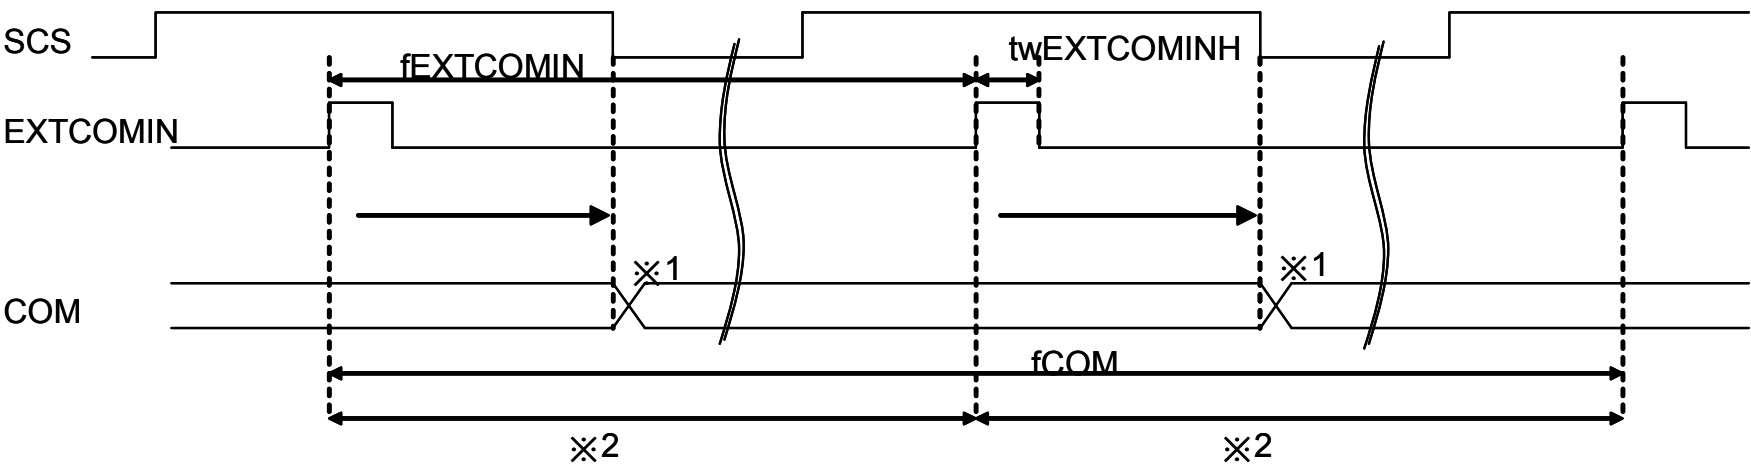 SCS
fEXTCOMIN
twEXTCOMINH
EXTCOMIN
※1
※1
COM
fCOM
※2
※2